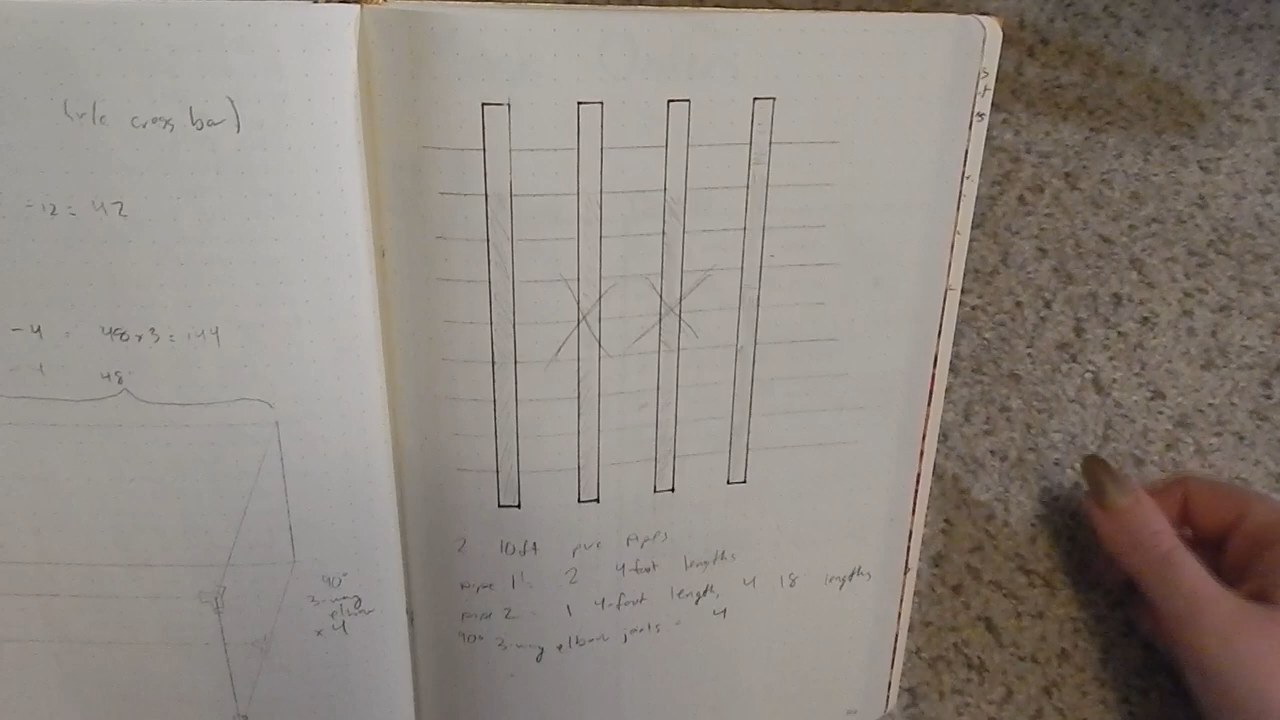 (w/o cross bar)
-12 = 42
-4 = 48 x 3 = 144
48
90°
3-way
elbow
x 4
2 10ft pvc pipes
pipe 1: 2 4-foot lengths
pipe 2 - 1 4-foot length, 4 18 lengths
90° 3-way elbow joints - 4